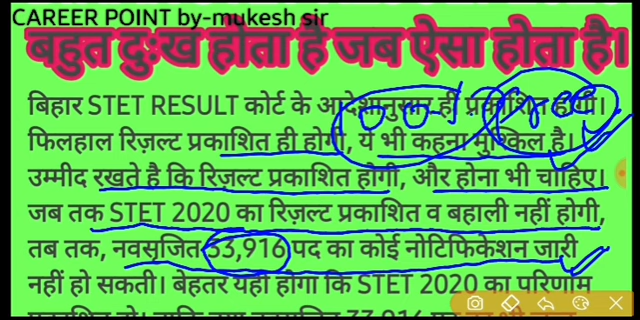 CAREER POINT by-mukesh sir
बहुत दुःख होता है जब ऐसा होता है।
बिहार STET RESULT कोर्ट के आदेशानुसार ही प्रकाशित होगी।
फिलहाल रिज़ल्ट प्रकाशित ही होगी, ये भी कहना मुश्किल है।
उम्मीद रखते है कि रिजल्ट प्रकाशित होगी, और होना भी चाहिए।
जब तक STET 2020 का रिज़ल्ट प्रकाशित व बहाली नहीं होगी,
तब तक, नवसृजित 33,916 पद का कोई नोटिफिकेशन जारी
नहीं हो सकती। बेहतर यही होगा कि STET 2020 का परिणाम